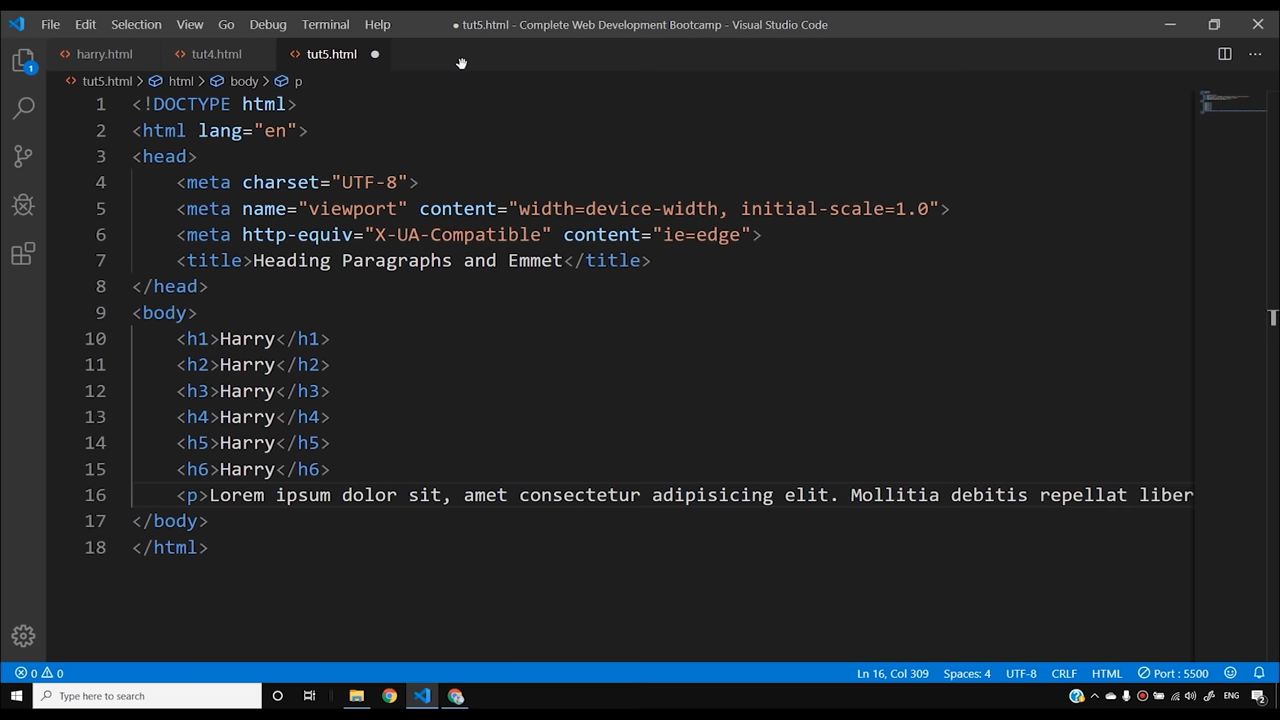 File Edit Selection View Go Debug Terminal Help ● tut5.html - Complete Web Development Bootcamp - Visual Studio Code
<> harry.html <> tut4.html <> tut5.html ●
<> tut5.html > html > body > p
1 <!DOCTYPE html>
2 <html lang="en">
3 <head>
4 <meta charset="UTF-8">
5 <meta name="viewport" content="width=device-width, initial-scale=1.0">
6 <meta http-equiv="X-UA-Compatible" content="ie=edge">
7 <title>Heading Paragraphs and Emmet</title>
8 </head>
9 <body>
10 <h1>Harry</h1>
11 <h2>Harry</h2>
12 <h3>Harry</h3>
13 <h4>Harry</h4>
14 <h5>Harry</h5>
15 <h6>Harry</h6>
16 <p>Lorem ipsum dolor sit, amet consectetur adipisicing elit. Mollitia debitis repellat liber
17 </body>
18 </html>
1
0 0 Ln 16, Col 309 Spaces: 4 UTF-8 CRLF HTML Port : 5500
Type here to search ENG 2